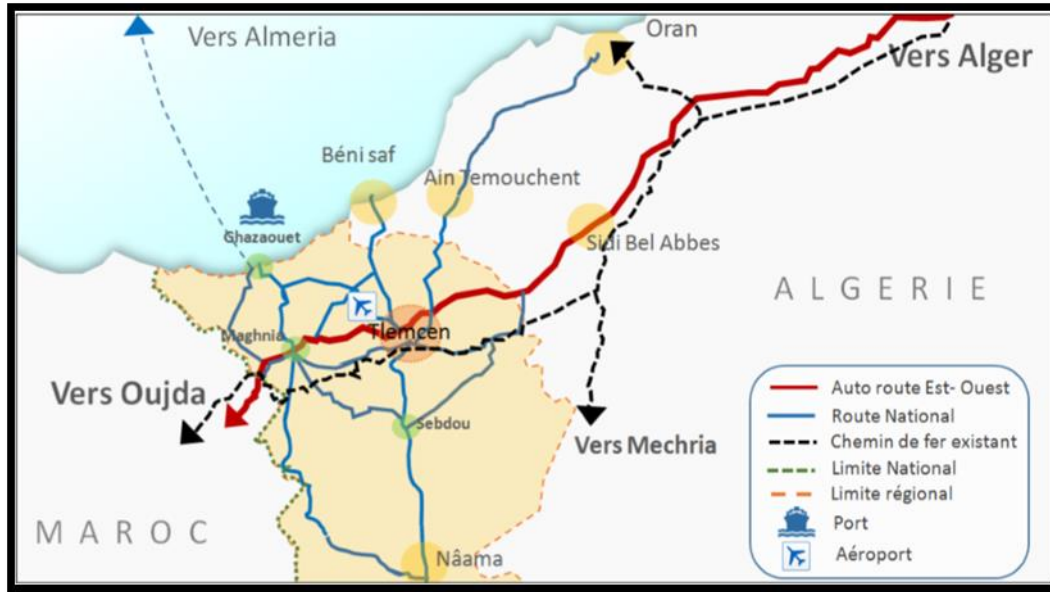 Vers Almeria
Oran
Vers Alger
Béni saf
Ain Temouchent
Ghazaouet
Sidi Bel Abbes
ALGERIE
Maghnia
Tlemcen
Vers Oujda
Sebdou
Vers Mechria
MAROC
Nâama
Auto route Est- Ouest
Route National
Chemin de fer existant
Limite National
Limite régional
Port
Aéroport